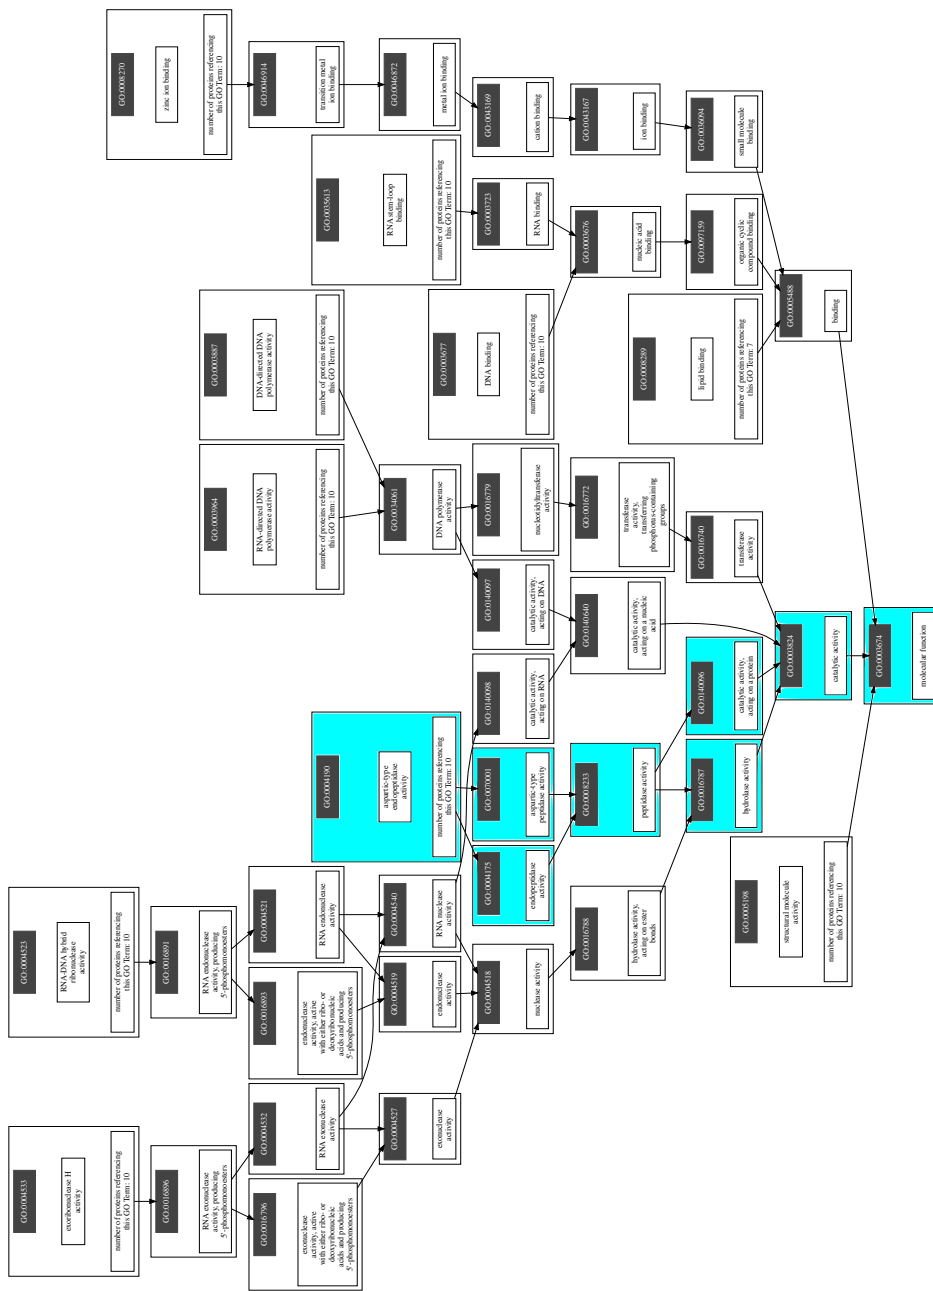 GO:0008270
zinc ion binding
number of proteins referencing
this GO Term: 10
GO:0046914
transition metal
ion binding
GO:0046872
metal ion binding
GO:0043169
cation binding
GO:0043167
ion binding
GO:0036094
small molecule
binding
GO:0035613
RNA stem-loop
binding
number of proteins referencing
this GO Term: 10
GO:0003723
RNA binding
GO:0003676
nucleic acid
binding
GO:0097159
organic cyclic
compound binding
GO:0005488
binding
GO:0003887
DNA-directed DNA
polymerase activity
number of proteins referencing
this GO Term: 10
GO:0003677
DNA binding
number of proteins referencing
this GO Term: 10
GO:0008289
lipid binding
number of proteins referencing
this GO Term: 7
GO:0003964
RNA-directed DNA
polymerase activity
number of proteins referencing
this GO Term: 10
GO:0034061
DNA polymerase
activity
GO:0016779
nucleotidyltransferase
activity
GO:0016772
transferase
activity,
transferring
phosphorus-containing
groups
GO:0016740
transferase
activity
GO:0140097
catalytic activity,
acting on DNA
GO:0140640
catalytic activity,
acting on a nucleic
acid
GO:0003824
catalytic activity
GO:0003674
molecular function
GO:0140098
catalytic activity,
acting on RNA
GO:0140096
catalytic activity,
acting on a protein
GO:0004190
aspartic-type
endopeptidase
activity
number of proteins referencing
this GO Term: 10
GO:0070001
aspartic-type
peptidase activity
GO:0008233
peptidase activity
GO:0016787
hydrolase activity
GO:0004175
endopeptidase
activity
GO:0005198
structural molecule
activity
number of proteins referencing
this GO Term: 10
GO:0004523
RNA-DNA hybrid
ribonuclease
activity
number of proteins referencing
this GO Term: 10
GO:0016891
RNA endonuclease
activity, producing
5'-phosphomonoesters
GO:0004521
RNA endonuclease
activity
GO:0004540
RNA nuclease
activity
GO:0016788
hydrolase activity,
acting on ester
bonds
GO:0016893
endonuclease
activity, active
with either ribo- or
deoxyribonucleic
acids and producing
5'-phosphomonoesters
GO:0004519
endonuclease
activity
GO:0004518
nuclease activity
GO:0004533
exoribonuclease H
activity
number of proteins referencing
this GO Term: 10
GO:0016896
RNA exonuclease
activity, producing
5'-phosphomonoesters
GO:0004532
RNA exonuclease
activity
GO:0004527
exonuclease
activity
GO:0016796
exonuclease
activity, active
with either ribo- or
deoxyribonucleic
acids and producing
5'-phosphomonoesters